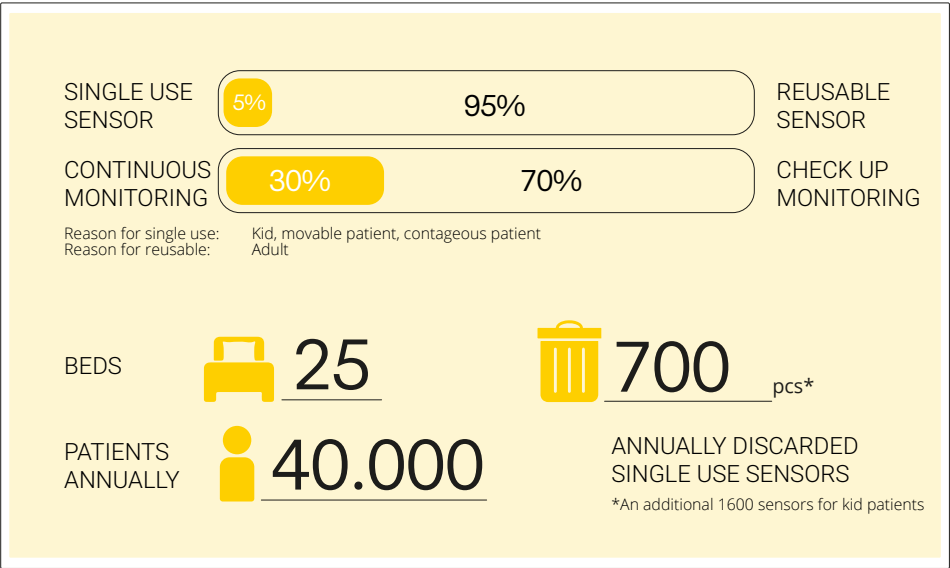 SINGLE USE
SENSOR
5%
95%
REUSABLE
SENSOR
CONTINUOUS
MONITORING
30%
70%
CHECK UP
MONITORING
Reason for single use: Kid, movable patient, contageous patient
Reason for reusable: Adult
BEDS
25
700
pcs*
PATIENTS
ANNUALLY
40.000
ANNUALLY DISCARDED
SINGLE USE SENSORS
*An additional 1600 sensors for kid patients